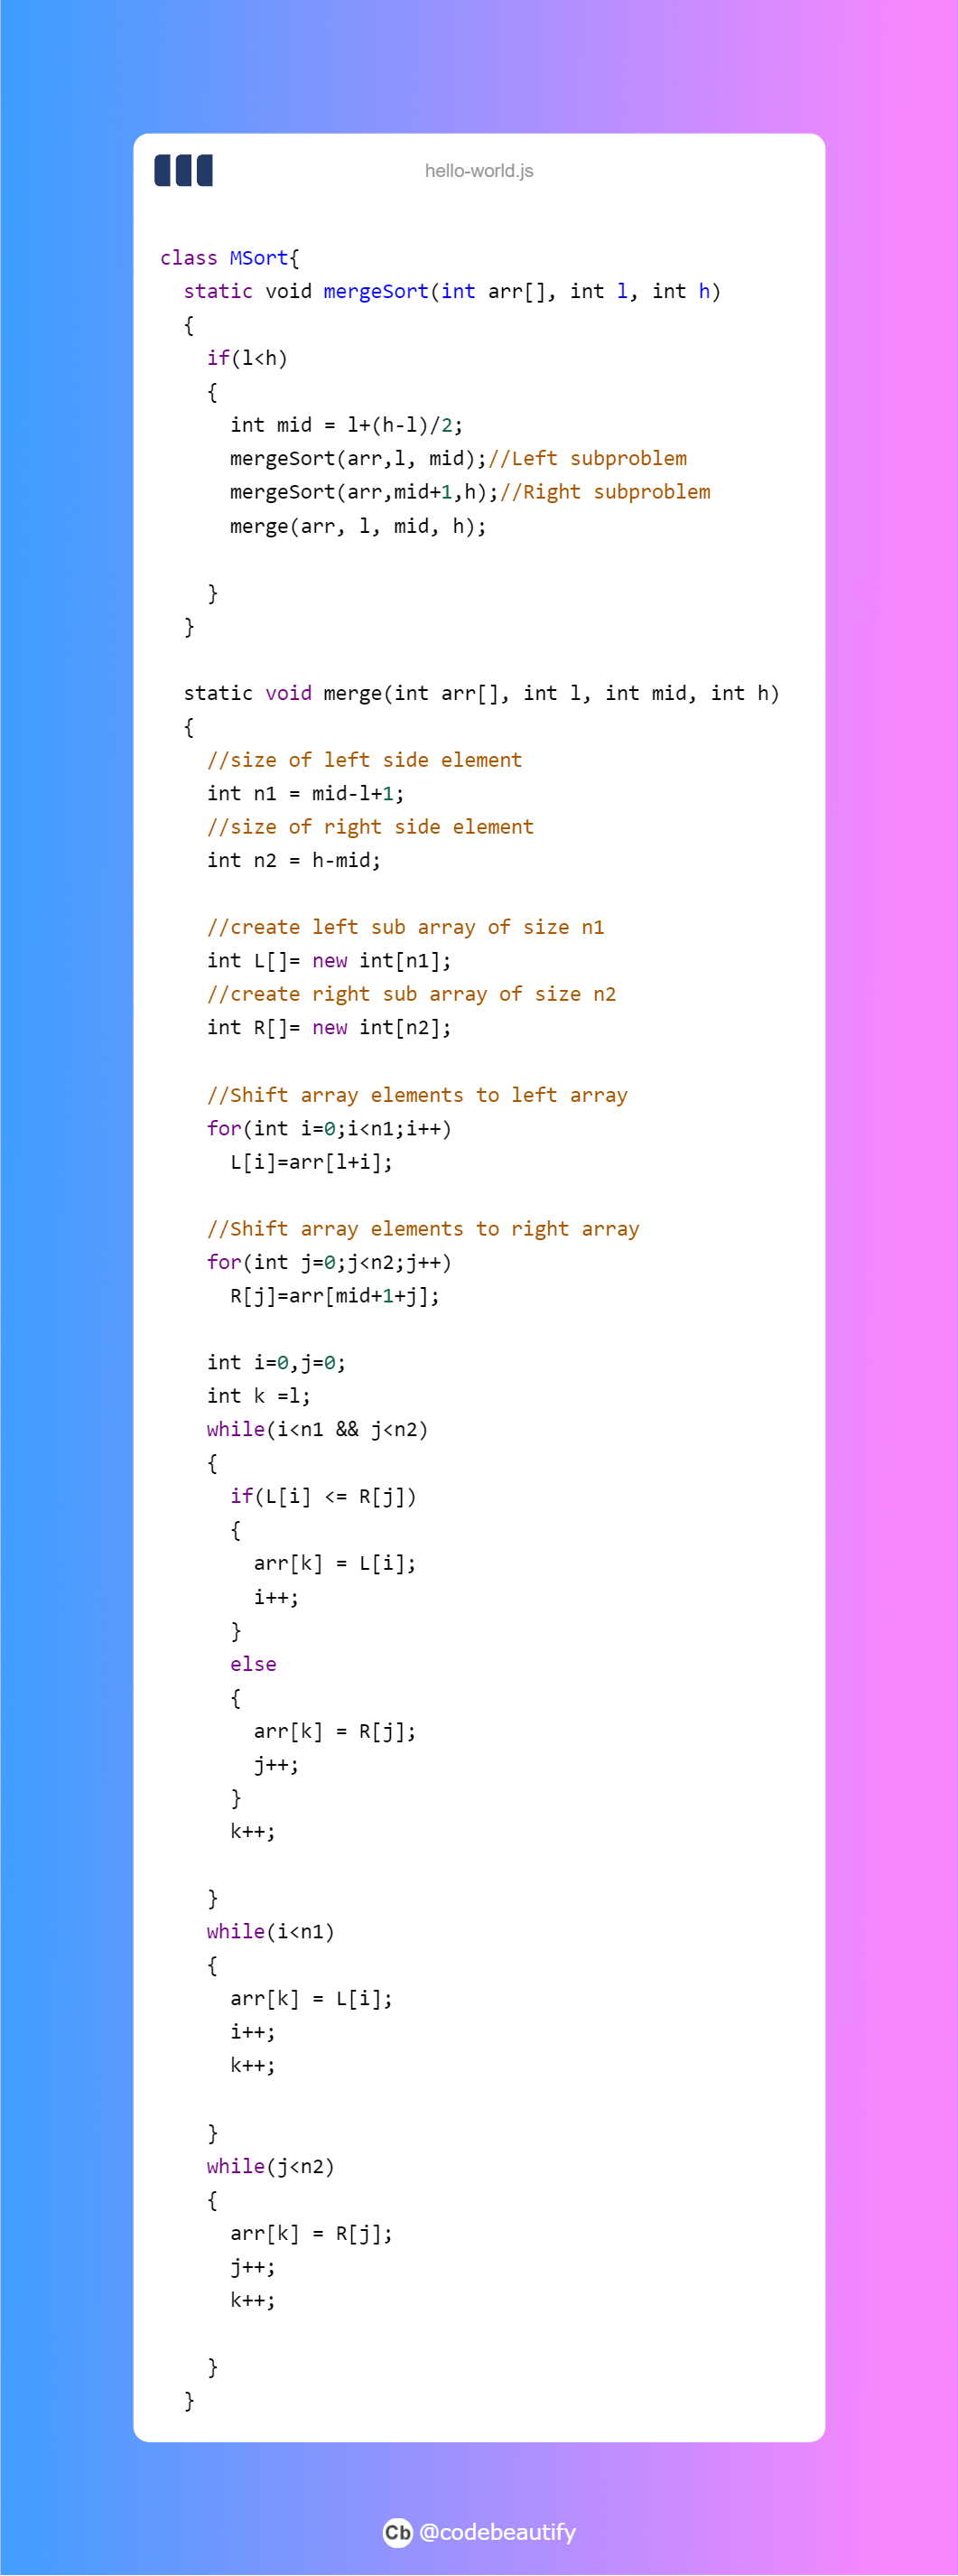 hello-world.js
class MSort{
  static void mergeSort(int arr[], int l, int h)
  {
    if(l<h)
    {
      int mid = l+(h-l)/2;
      mergeSort(arr,l, mid);//Left subproblem
      mergeSort(arr,mid+1,h);//Right subproblem
      merge(arr, l, mid, h);

    }
  }

  static void merge(int arr[], int l, int mid, int h)
  {
    //size of left side element
    int n1 = mid-l+1;
    //size of right side element
    int n2 = h-mid;

    //create left sub array of size n1
    int L[]= new int[n1];
    //create right sub array of size n2
    int R[]= new int[n2];

    //Shift array elements to left array
    for(int i=0;i<n1;i++)
      L[i]=arr[l+i];

    //Shift array elements to right array
    for(int j=0;j<n2;j++)
      R[j]=arr[mid+1+j];

    int i=0,j=0;
    int k =l;
    while(i<n1 && j<n2)
    {
      if(L[i] <= R[j])
      {
        arr[k] = L[i];
        i++;
      }
      else
      {
        arr[k] = R[j];
        j++;
      }
      k++;

    }
    while(i<n1)
    {
      arr[k] = L[i];
      i++;
      k++;

    }
    while(j<n2)
    {
      arr[k] = R[j];
      j++;
      k++;

    }
  }
Cb @codebeautify